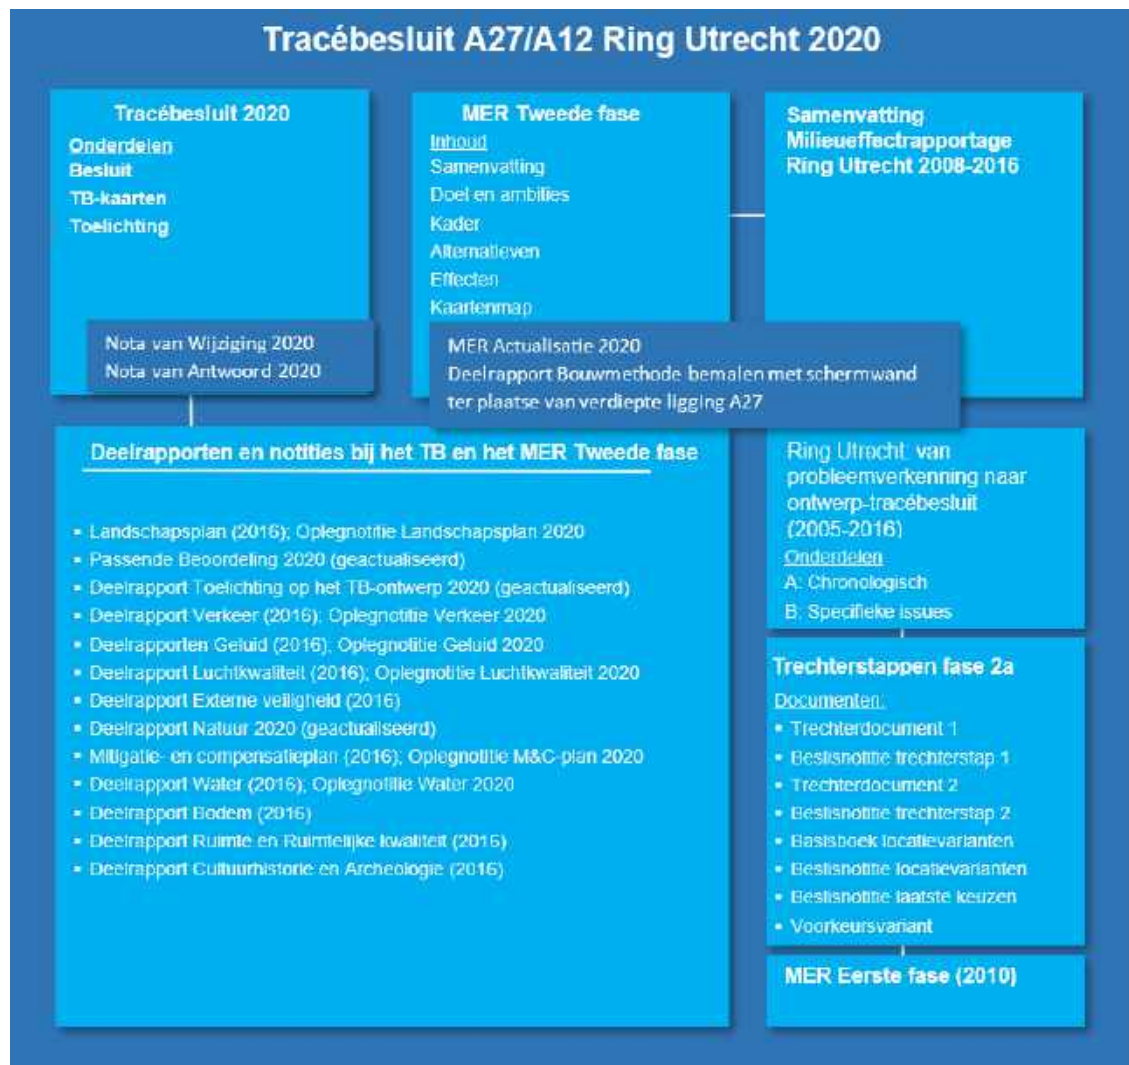 Tracébesluit A27/A12 Ring Utrecht 2020
Tracébesluit 2020
Onderdelen
Besluit
TB-kaarten
Toelichting
Nota van Wijziging 2020
Nota van Antwoord 2020
MER Tweede fase
Inhoud
Samenvatting
Doel en ambities
Kader
Alternatieven
Effecten
Kaartenmap
MER Actualisatie 2020
Deelrapport Bouwmethode bemalen met schermwand
ter plaatse van verdiepte ligging A27
Samenvatting
Milieueffectrapportage
Ring Utrecht 2008-2016
Deelrapporten en notities bij het TB en het MER Tweede fase
▪ Landschapsplan (2016); Oplegnotitie Landschapsplan 2020
▪ Passende Beoordeling 2020 (geactualiseerd)
▪ Deelrapport Toelichting op het TB-ontwerp 2020 (geactualiseerd)
▪ Deelrapport Verkeer (2016); Oplegnotitie Verkeer 2020
▪ Deelrapporten Geluid (2016); Oplegnotitie Geluid 2020
▪ Deelrapport Luchtkwaliteit (2016); Oplegnotitie Luchtkwaliteit 2020
▪ Deelrapport Externe veiligheid (2016)
▪ Deelrapport Natuur 2020 (geactualiseerd)
▪ Mitigatie- en compensatieplan (2016); Oplegnotitie M&C-plan 2020
▪ Deelrapport Water (2016); Oplegnotitie Water 2020
▪ Deelrapport Bodem (2016)
▪ Deelrapport Ruimte en Ruimtelijke kwaliteit (2016)
▪ Deelrapport Cultuurhistorie en Archeologie (2016)
Ring Utrecht: van
probleemverkenning naar
ontwerp-tracébesluit
(2005-2016)
Onderdelen
A: Chronologisch
B: Specifieke issues
Trechterstappen fase 2a
Documenten:
▪ Trechterdocument 1
▪ Beslisnotitie trechterstap 1
▪ Trechterdocument 2
▪ Beslisnotitie trechterstap 2
▪ Basisboek locatievarianten
▪ Beslisnotitie locatievarianten
▪ Beslisnotitie laatste keuzen
▪ Voorkeursvariant
MER Eerste fase (2010)